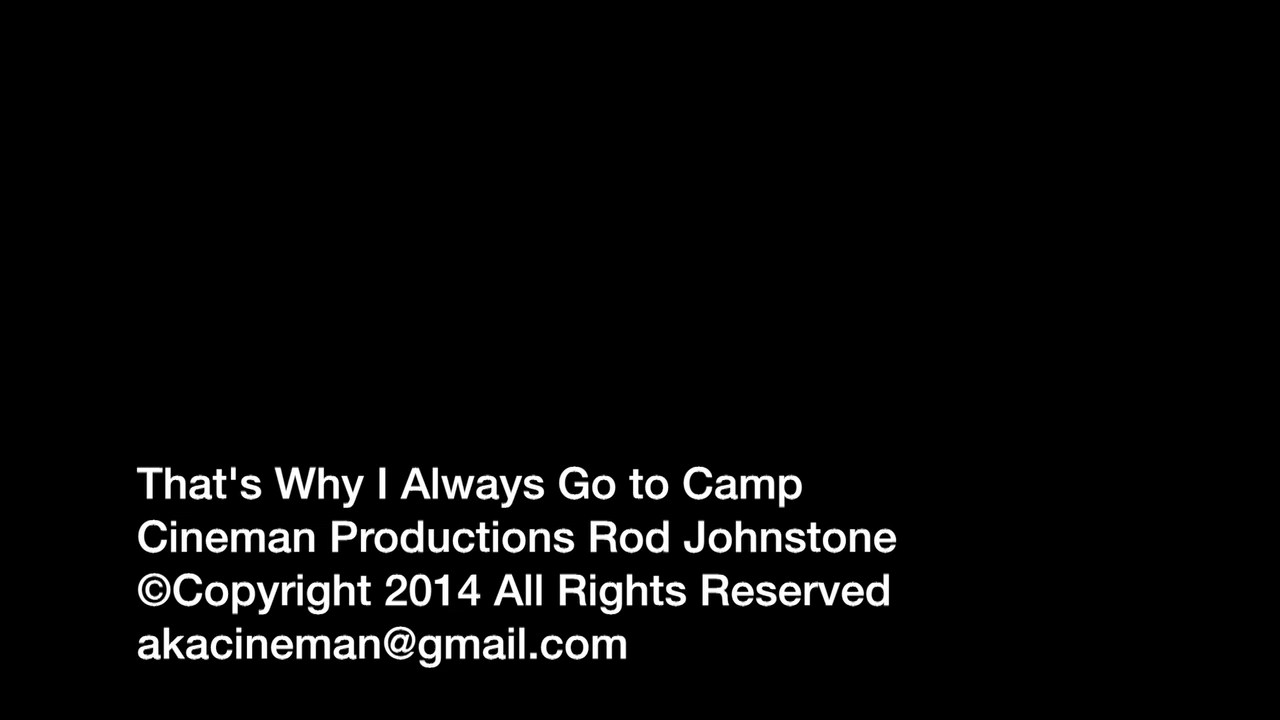 That's Why I Always Go to Camp
Cineman Productions Rod Johnstone
©Copyright 2014 All Rights Reserved
akacineman@gmail.com